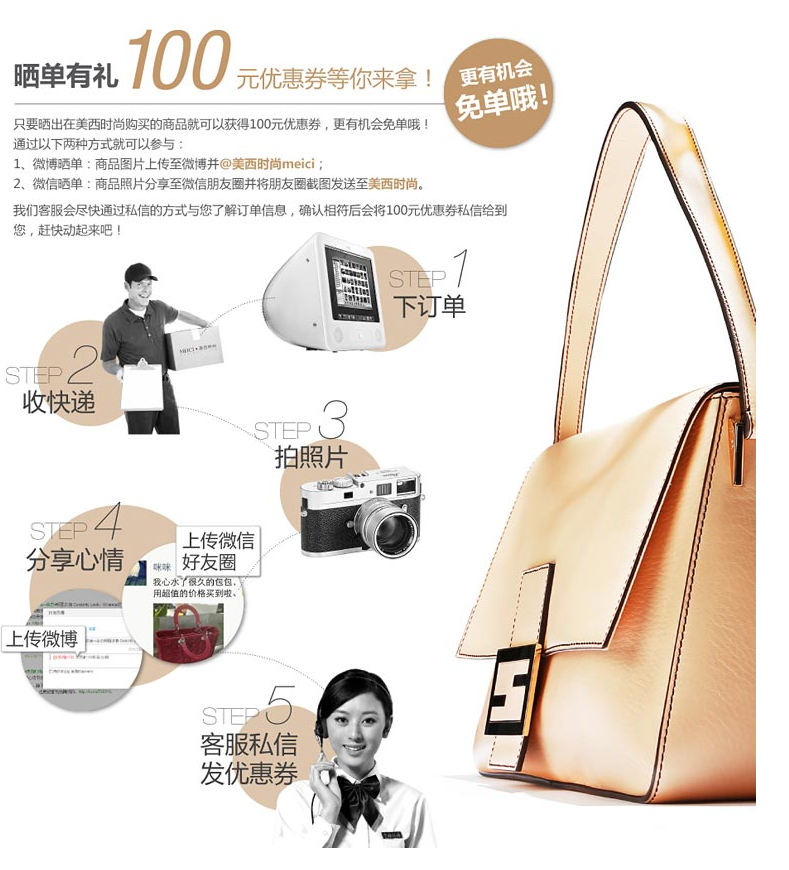 晒单有礼 100 元优惠券等你来拿！
更有机会
免单哦!
只要晒出在美西时尚购买的商品就可以获得100元优惠券，更有机会免单哦！
通过以下两种方式就可以参与：
1、微博晒单：商品图片上传至微博并@美西时尚meici；
2、微信晒单：商品照片分享至微信朋友圈并将朋友圈截图发送至美西时尚。
我们客服会尽快通过私信的方式与您了解订单信息，确认相符后会将100元优惠券私信给到
您，赶快动起来吧！
STEP 1
下订单
STEP 2
收快递
STEP 3
拍照片
STEP 4
分享心情
上传微信
好友圈
咪咪
我心水了很久的包包.
用超值的价格买到啦、
上传微博
STEP 5
客服私信
发优惠券